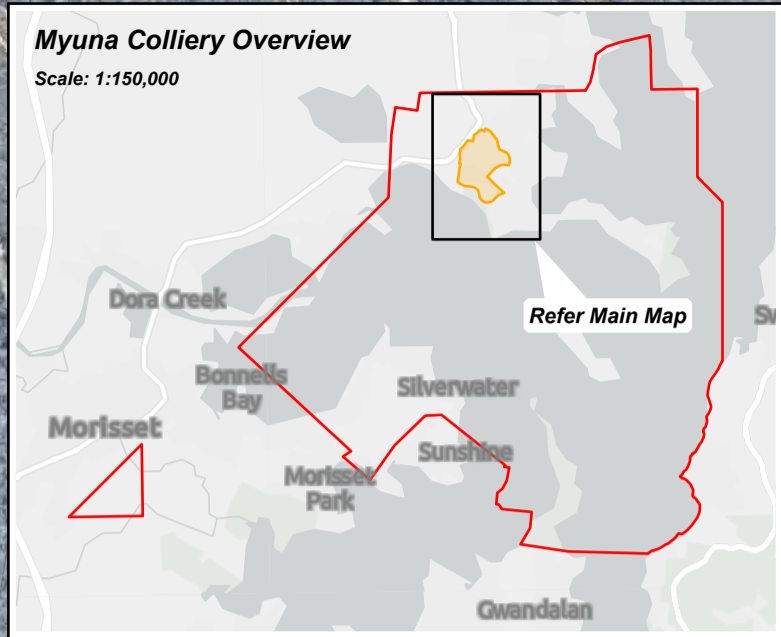 Myuna Colliery Overview
Scale: 1:150,000
Refer Main Map
Dora Creek
Bonnells
Bay
Silverwater
Morisset
Sunshine
Morisset
Park
Gwandalan